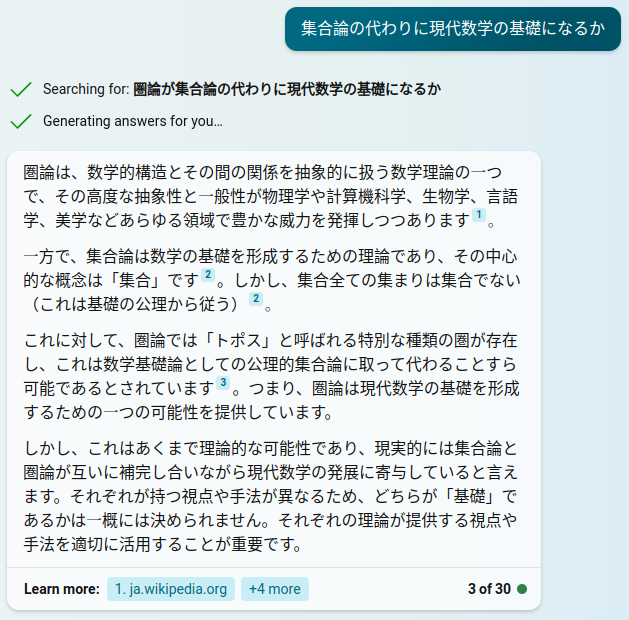 集合論の代わりに現代数学の基礎になるか
Searching for: 圏論が集合論の代わりに現代数学の基礎になるか
Generating answers for you…
圏論は、数学的構造とその間の関係を抽象的に扱う数学理論の一つ
で、その高度な抽象性と一般性が物理学や計算機科学、生物学、言語
学、美学などあらゆる領域で豊かな威力を発揮しつつあります 1 。
一方で、集合論は数学の基礎を形成するための理論であり、その中心
的な概念は「集合」です 2 。しかし、集合全ての集まりは集合でない
（これは基礎の公理から従う） 2 。
これに対して、圏論では「トポス」と呼ばれる特別な種類の圏が存在
し、これは数学基礎論としての公理的集合論に取って代わることすら
可能であるとされています 3 。つまり、圏論は現代数学の基礎を形成
するための一つの可能性を提供しています。
しかし、これはあくまで理論的な可能性であり、現実的には集合論と
圏論が互いに補完し合いながら現代数学の発展に寄与していると言え
ます。それぞれが持つ視点や手法が異なるため、どちらが「基礎」で
あるかは一概には決められません。それぞれの理論が提供する視点や
手法を適切に活用することが重要です。
Learn more: 1. ja.wikipedia.org +4 more 3 of 30